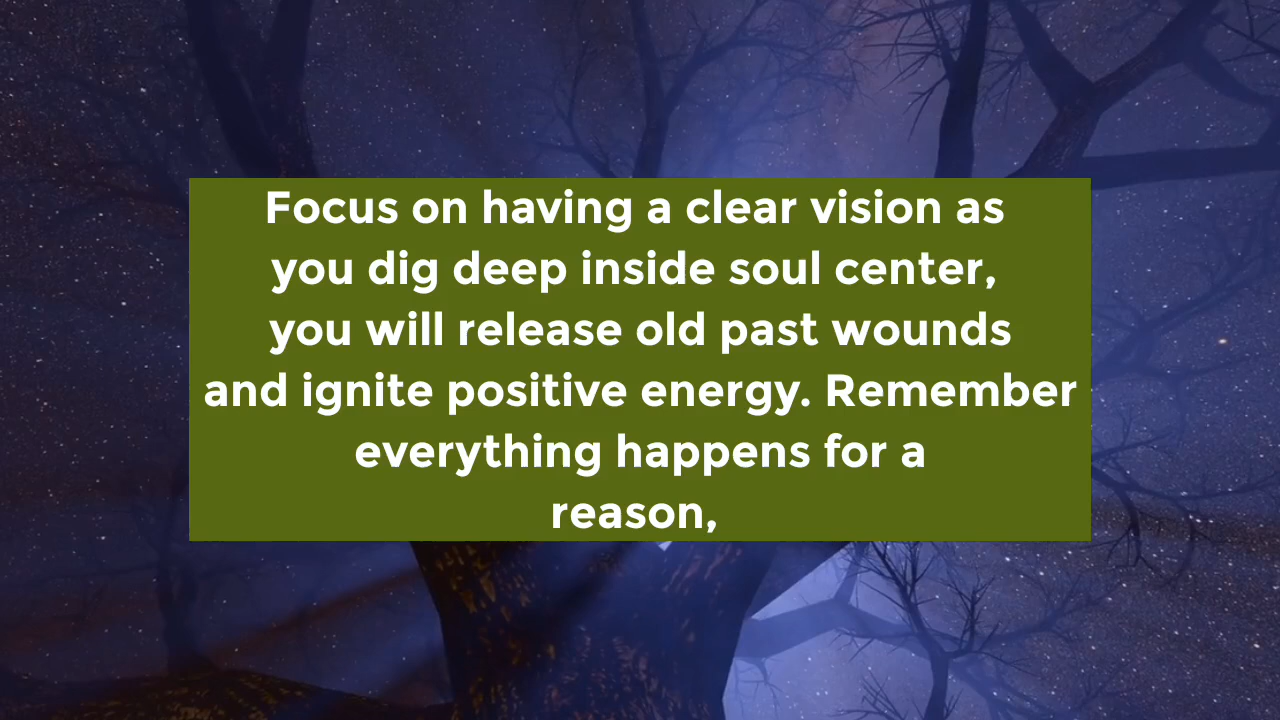 Focus on having a clear vision as
you dig deep inside soul center,
you will release old past wounds
and ignite positive energy. Remember
everything happens for a
reason,